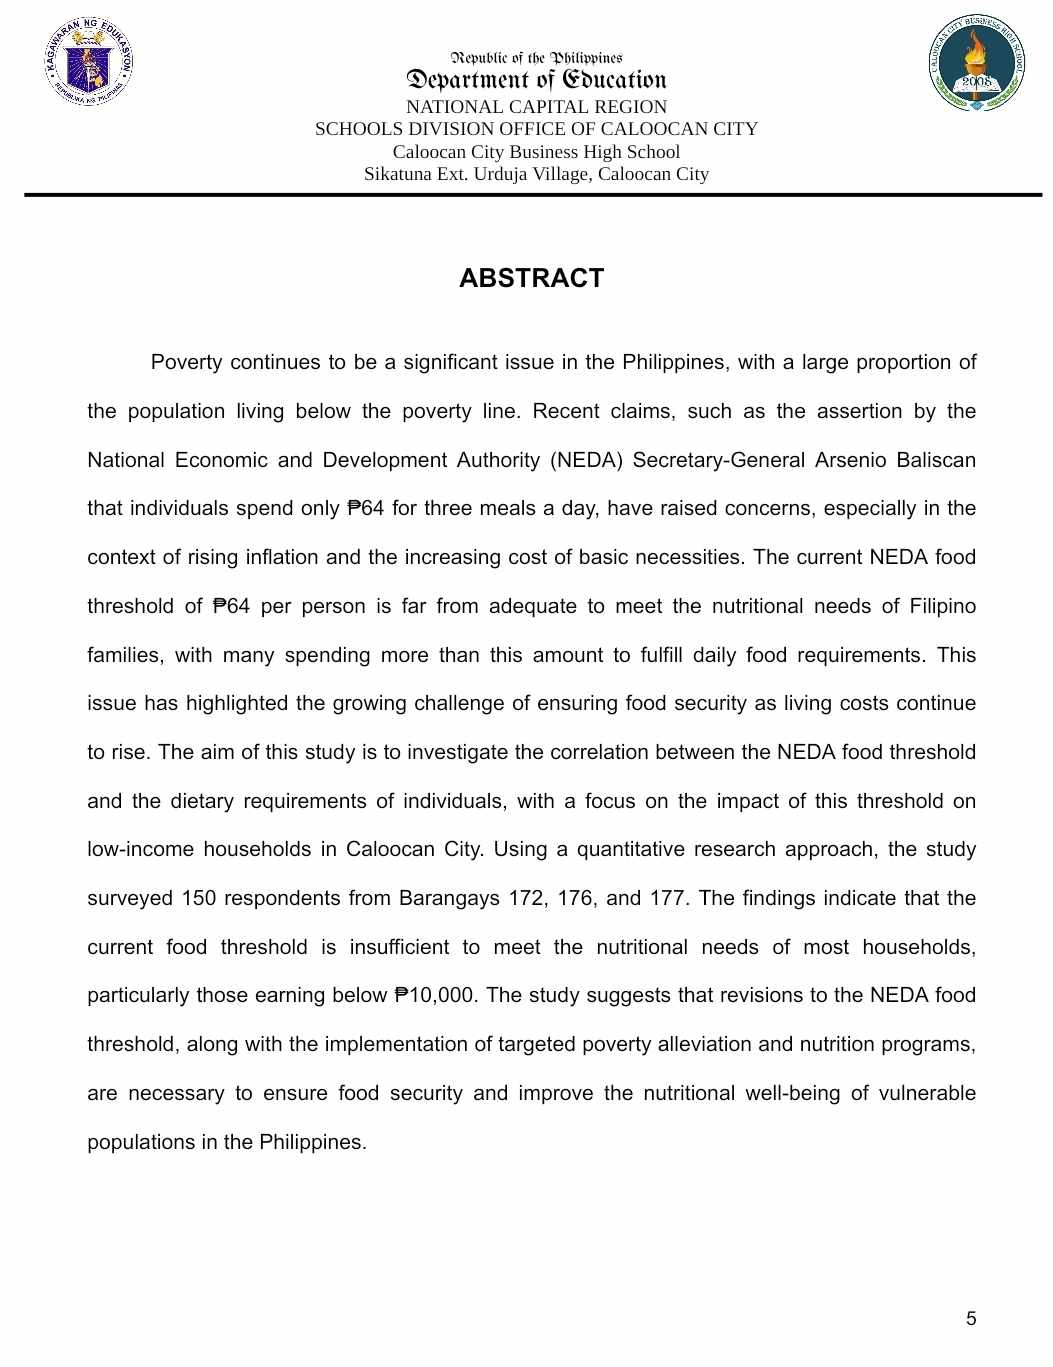 KAGAWARAN NG EDUKASYON
REPUBLIKA NG PILIPINAS
CALOOCAN CITY BUSINESS HIGH SCHOOL
2008
Republic of the Philippines
Department of Education
NATIONAL CAPITAL REGION
SCHOOLS DIVISION OFFICE OF CALOOCAN CITY
Caloocan City Business High School
Sikatuna Ext. Urduja Village, Caloocan City
ABSTRACT
Poverty continues to be a significant issue in the Philippines, with a large proportion of
the population living below the poverty line. Recent claims, such as the assertion by the
National Economic and Development Authority (NEDA) Secretary-General Arsenio Baliscan
that individuals spend only ₱64 for three meals a day, have raised concerns, especially in the
context of rising inflation and the increasing cost of basic necessities. The current NEDA food
threshold of ₱64 per person is far from adequate to meet the nutritional needs of Filipino
families, with many spending more than this amount to fulfill daily food requirements. This
issue has highlighted the growing challenge of ensuring food security as living costs continue
to rise. The aim of this study is to investigate the correlation between the NEDA food threshold
and the dietary requirements of individuals, with a focus on the impact of this threshold on
low-income households in Caloocan City. Using a quantitative research approach, the study
surveyed 150 respondents from Barangays 172, 176, and 177. The findings indicate that the
current food threshold is insufficient to meet the nutritional needs of most households,
particularly those earning below ₱10,000. The study suggests that revisions to the NEDA food
threshold, along with the implementation of targeted poverty alleviation and nutrition programs,
are necessary to ensure food security and improve the nutritional well-being of vulnerable
populations in the Philippines.
5